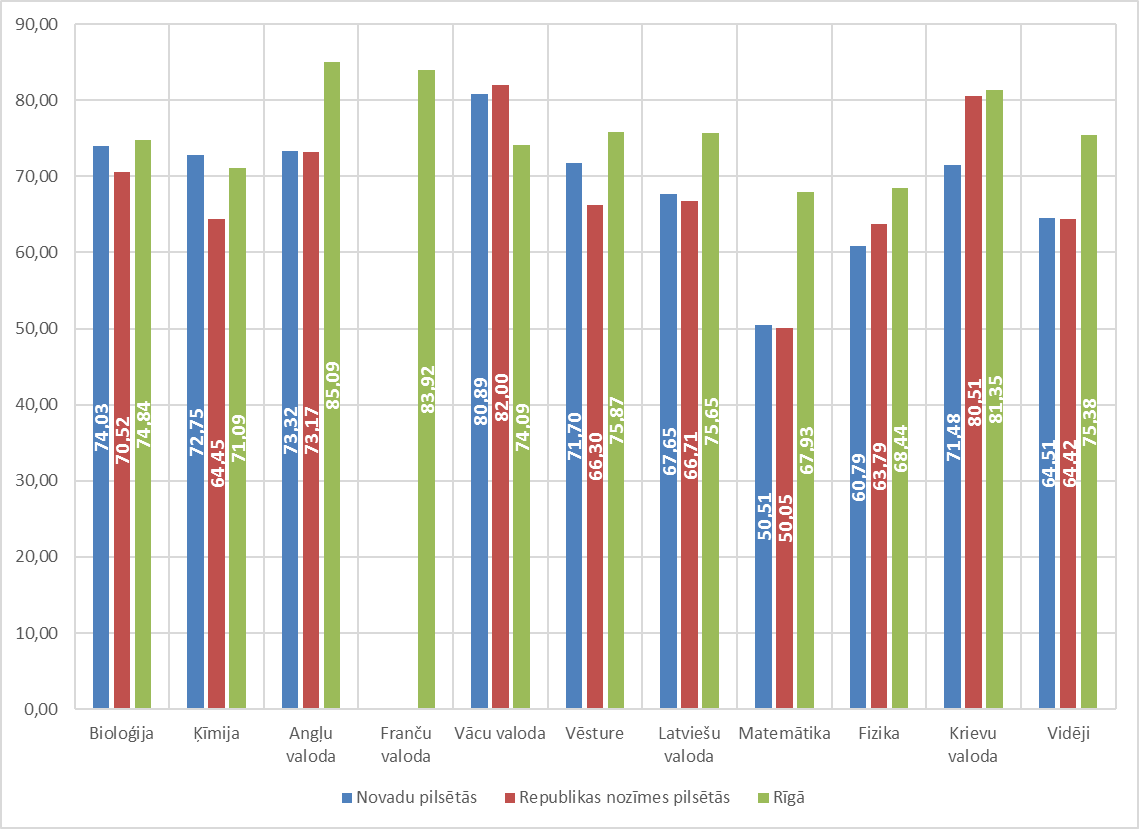 90,00
80,00
70,00
60,00
50,00
40,00
30,00
20,00
10,00
0,00
74,03
70,52
74,84
72,75
64,45
71,09
73,32
73,17
85,09
83,92
80,89
82,00
74,09
71,70
66,30
75,87
67,65
66,71
75,65
50,51
50,05
67,93
60,79
63,79
68,44
71,48
80,51
81,35
64,51
64,42
75,38
Bioloģija
Ķīmija
Angļu
valoda
Franču
valoda
Vācu valoda
Vēsture
Latviešu
valoda
Matemātika
Fizika
Krievu
valoda
Vidēji
Novadu pilsētās
Republikas nozīmes pilsētās
Rīgā